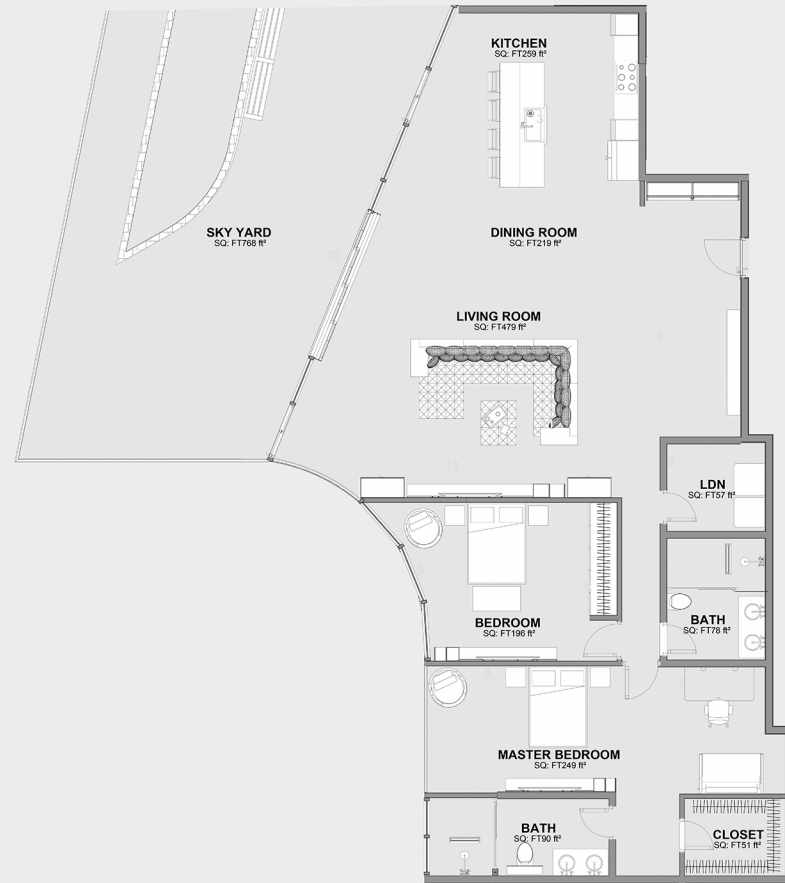 KITCHEN
SQ: FT259 ft²
SKY YARD
SQ: FT768 ft²
DINING ROOM
SQ: FT219 ft²
12
LIVING ROOM
SQ: FT479 ft²
LDN
SQ: FT57 ft²
BEDROOM
SQ: FT196 ft²
BATH
SQ: FT78 ft²
MASTER BEDROOM
SQ: FT249 ft²
BATH
SQ: FT90 ft²
CLOSET
SQ: FT51 ft²